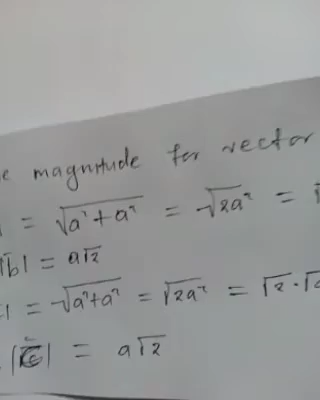 magnitude for vector
= √a²+a² = √2a² =
|b| = a√2
= √a²+a² = √2a² = √2 ·
|c| = a√2